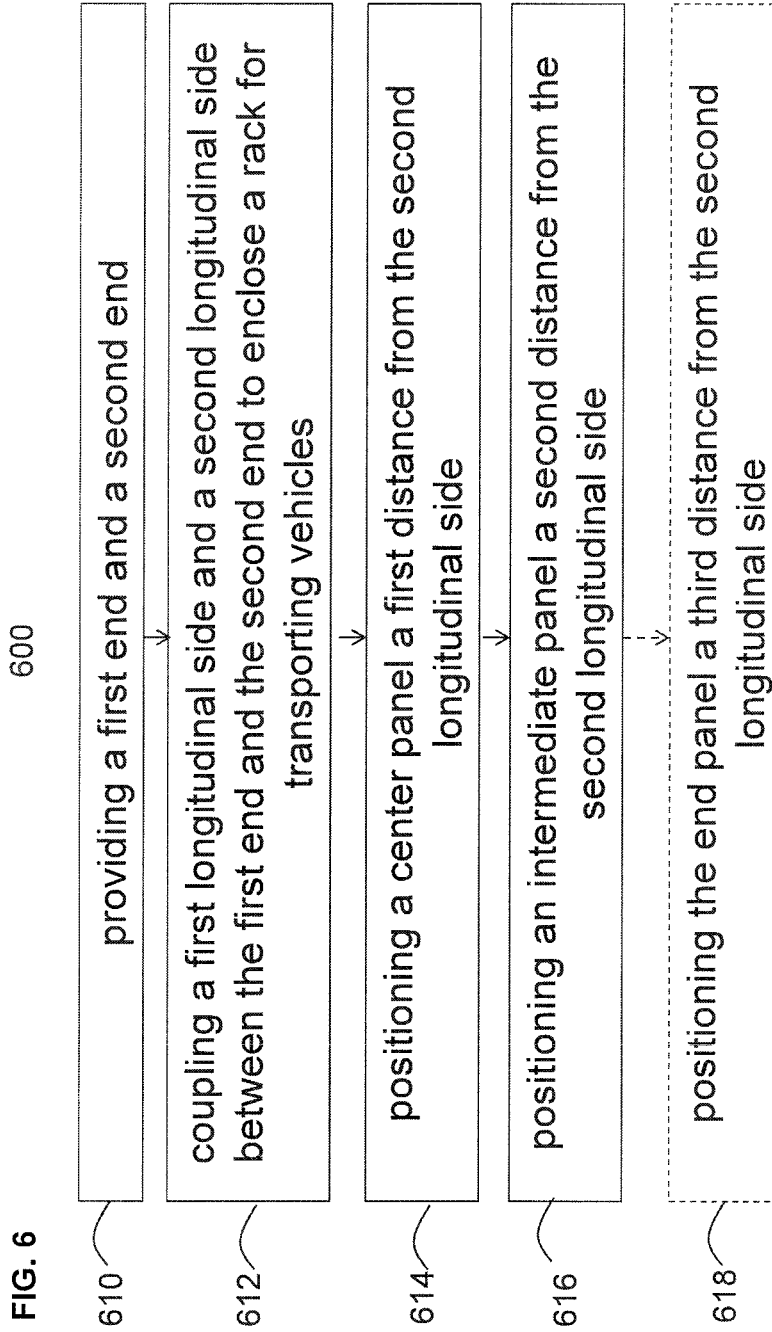 FIG. 6
600
610
providing a first end and a second end
612
coupling a first longitudinal side and a second longitudinal side
between the first end and the second end to enclose a rack for
transporting vehicles
614
positioning a center panel a first distance from the second
longitudinal side
616
positioning an intermediate panel a second distance from the
second longitudinal side
618
positioning the end panel a third distance from the second
longitudinal side